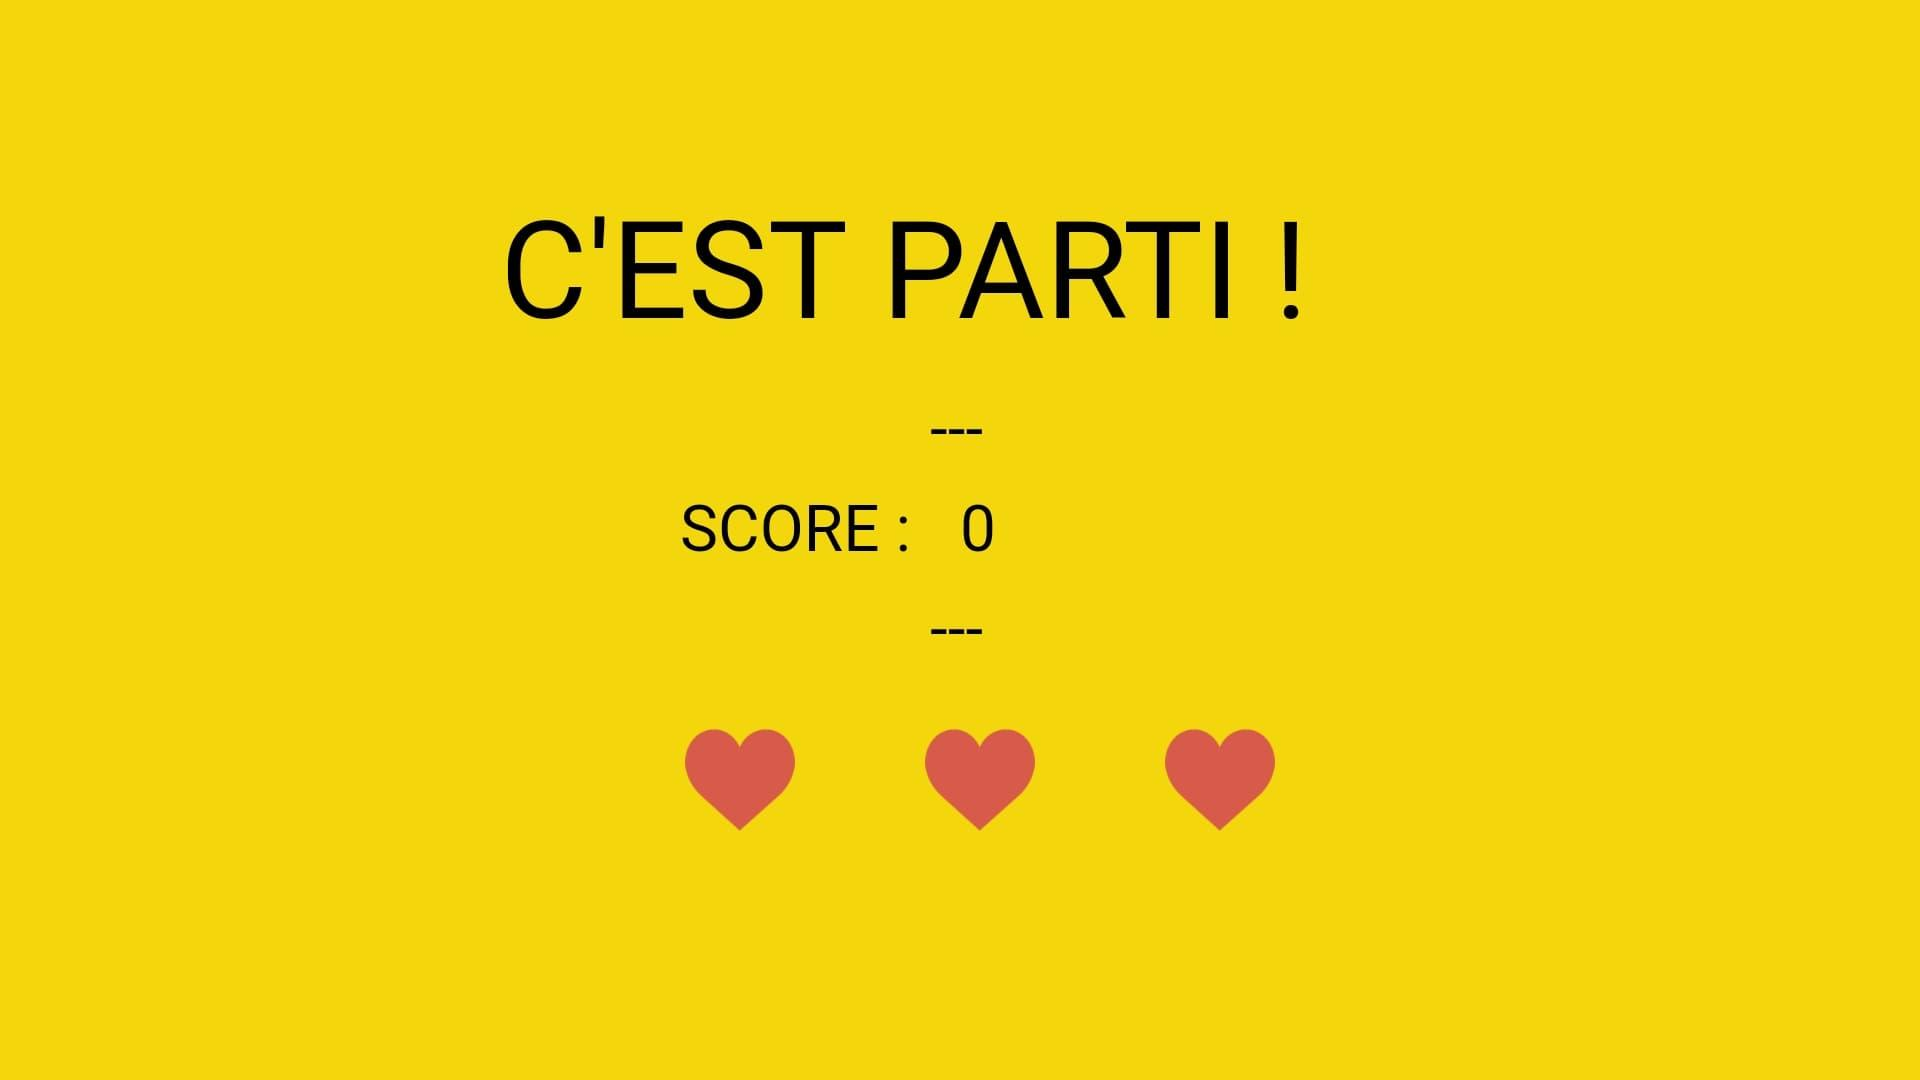 C'EST PARTI !
---
SCORE : 0
---